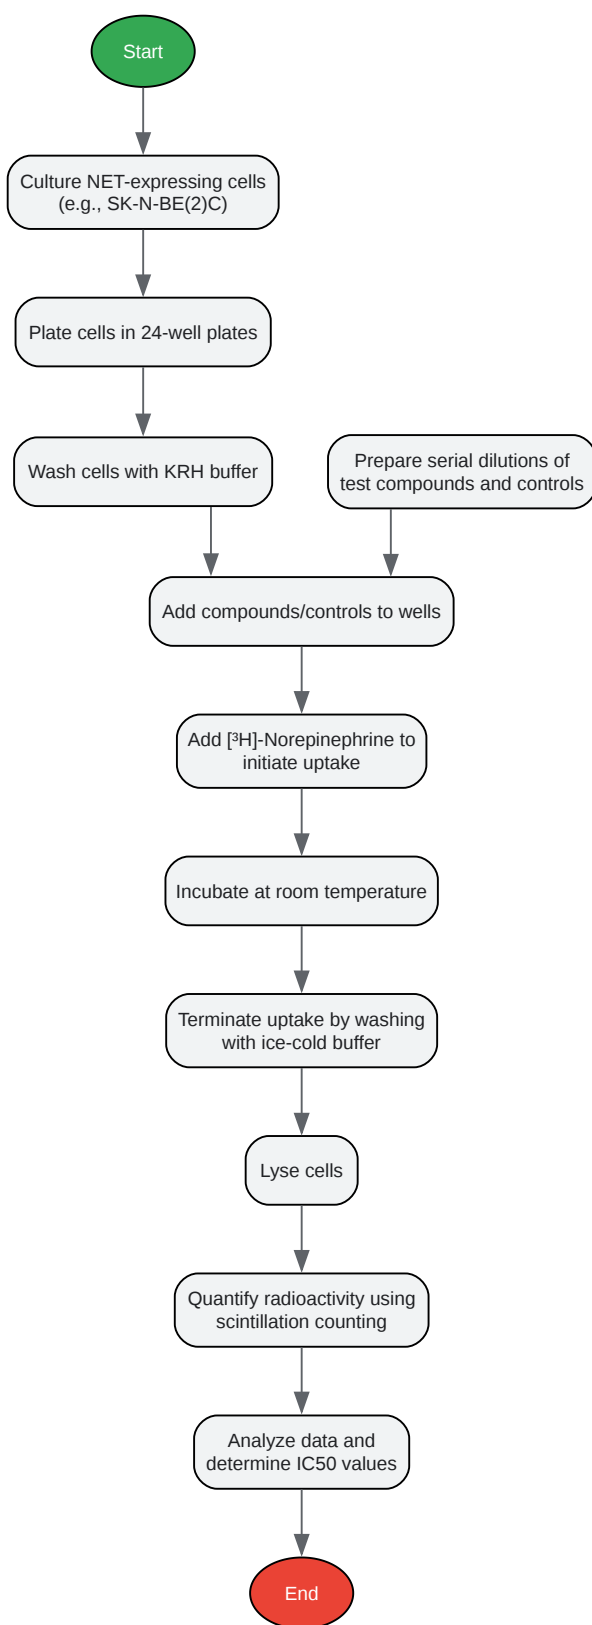 Start
Culture NET-expressing cells
(e.g., SK-N-BE(2)C)
Plate cells in 24-well plates
Wash cells with KRH buffer
Prepare serial dilutions of
test compounds and controls
Add compounds/controls to wells
Add [³H]-Norepinephrine to
initiate uptake
Incubate at room temperature
Terminate uptake by washing
with ice-cold buffer
Lyse cells
Quantify radioactivity using
scintillation counting
Analyze data and
determine IC50 values
End